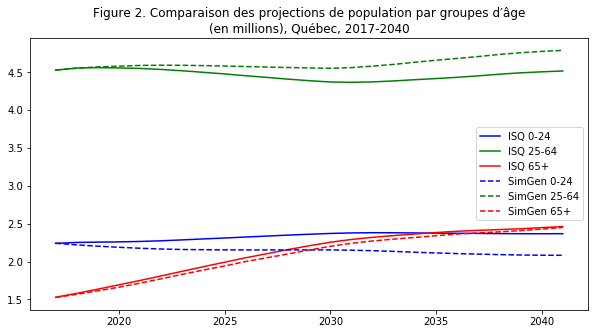 Figure 2. Comparaison des projections de population par groupes d'âge
(en millions), Québec, 2017-2040
4.5
4.0
3.5
3.0
2.5
2.0
1.5
ISQ 0-24
ISQ 25-64
ISQ 65+
SimGen 0-24
SimGen 25-64
SimGen 65+
2020
2025
2030
2035
2040